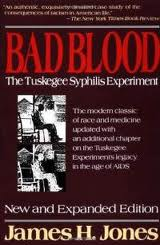 "An authentic, exquisitely detailed case study of the
consequences of racism in American life."
—The New York Times Book Review
BAD BLOOD
The Tuskegee Syphilis Experiment
The modern classic
of race and medicine
updated with
an additional chapter
on the Tuskegee
Experiments legacy
in the age of AIDS
New and Expanded Edition
James H. Jones